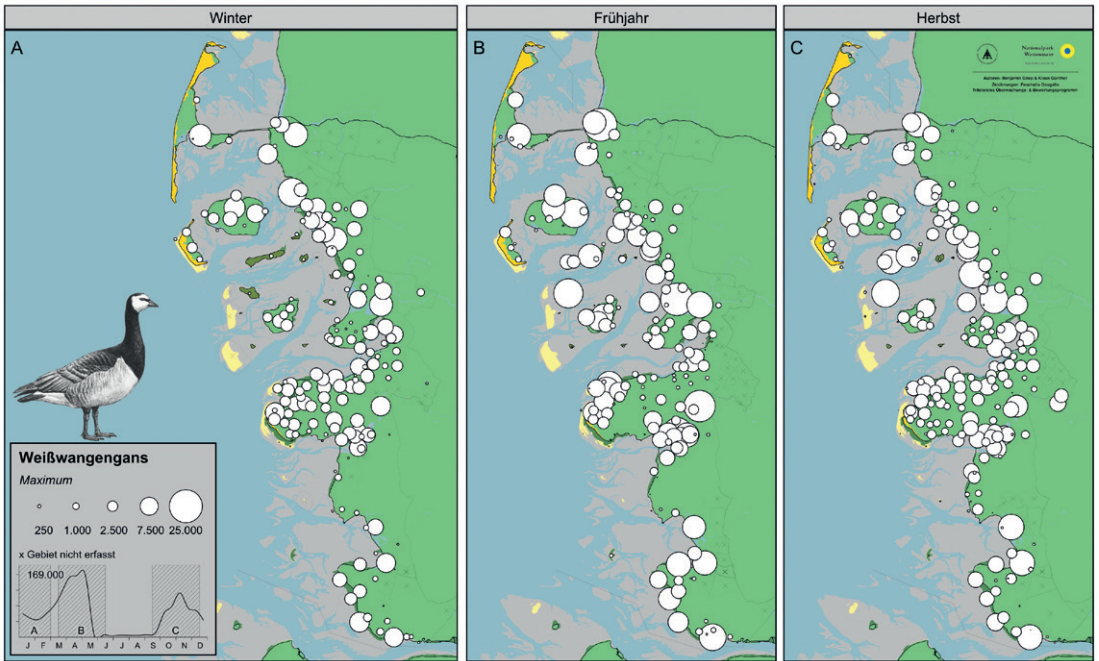 Winter
Frühjahr
Herbst
A
B
C
Nationalpark
Wattenmeer
Weißwangengans
Maximum
250 1.000 2.500 7.500 25.000
x Gebiet nicht erfasst
169.000
A B C
J F M A M J J A S O N D